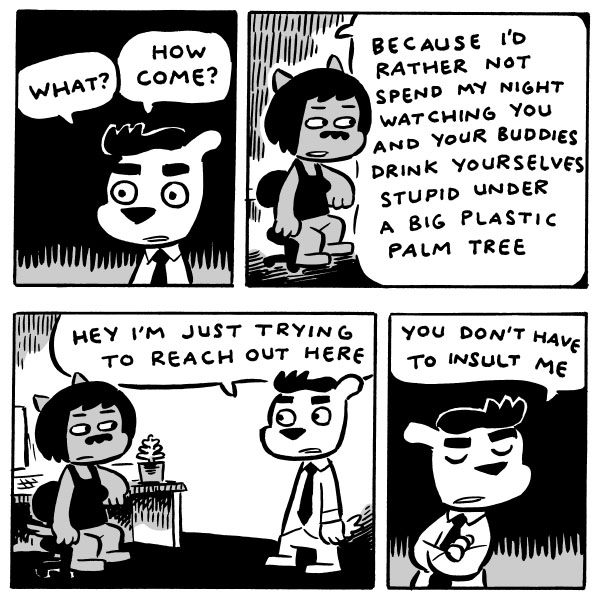 WHAT?
HOW
COME?
BECAUSE I'D
RATHER NOT
SPEND MY NIGHT
WATCHING YOU
AND YOUR BUDDIES
DRINK YOURSELVES
STUPID UNDER
A BIG PLASTIC
PALM TREE
HEY I'M JUST TRYING
TO REACH OUT HERE
YOU DON'T HAVE
TO INSULT ME